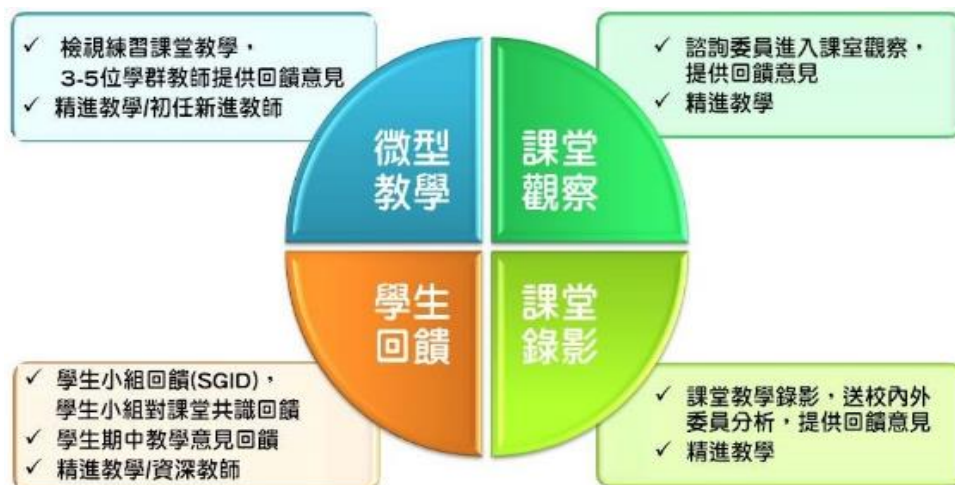 ✓ 檢視練習課堂教學，
3-5位學群教師提供回饋意見
✓ 精進教學/初任新進教師
✓ 諮詢委員進入課室觀察，
提供回饋意見
✓ 精進教學
微型
教學
課堂
觀察
學生
回饋
課堂
錄影
✓ 學生小組回饋(SGID)，
學生小組對課堂共識回饋
✓ 學生期中教學意見回饋
✓ 精進教學/資深教師
✓ 課堂教學錄影，送校內外
委員分析，提供回饋意見
✓ 精進教學